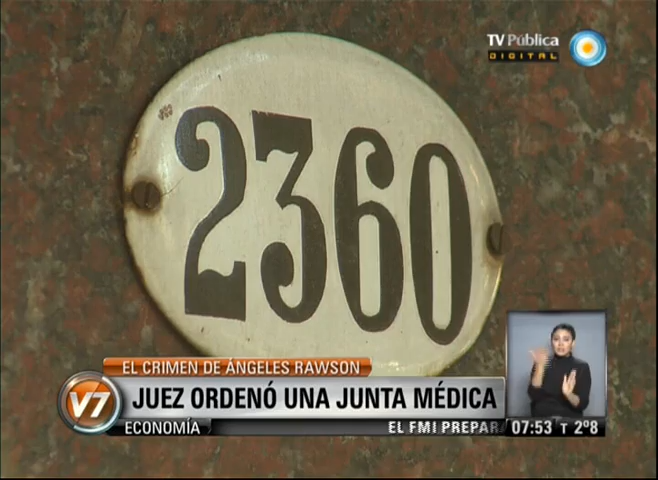 TV Pública
DIGITAL
2360
EL CRIMEN DE ÁNGELES RAWSON
V7
JUEZ ORDENÓ UNA JUNTA MÉDICA
ECONOMÍA
EL FMI PREPAR
07:53 T 2º8